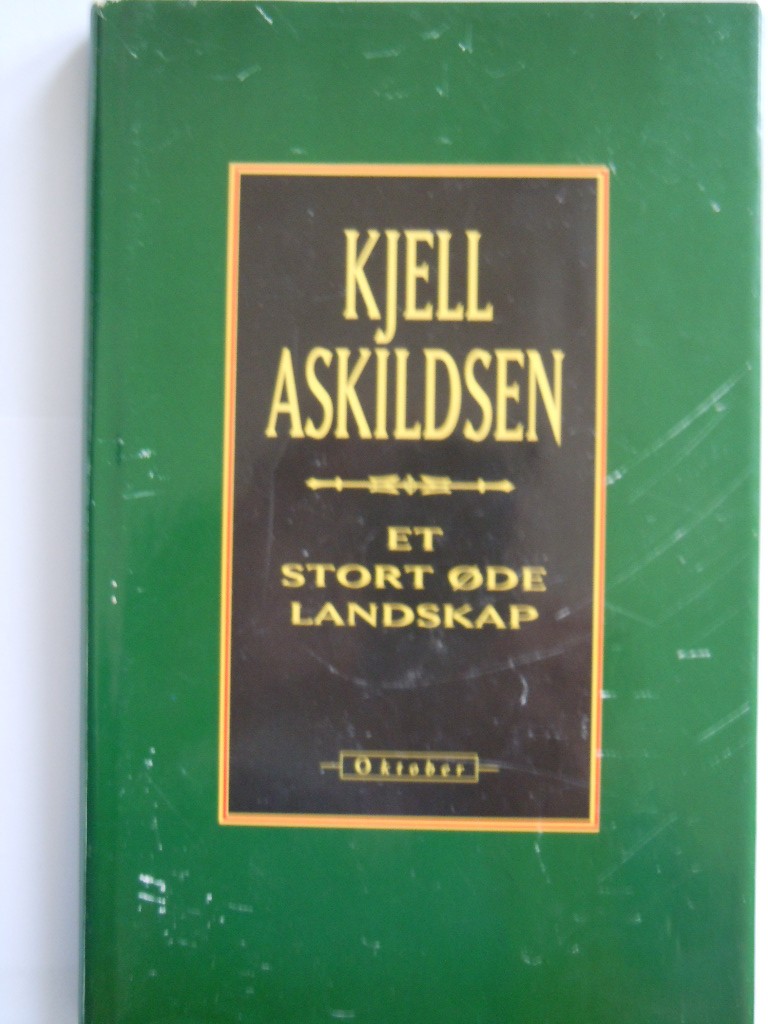 KJELL
ASKILDSEN
ET
STORT ØDE
LANDSKAP
Oktober